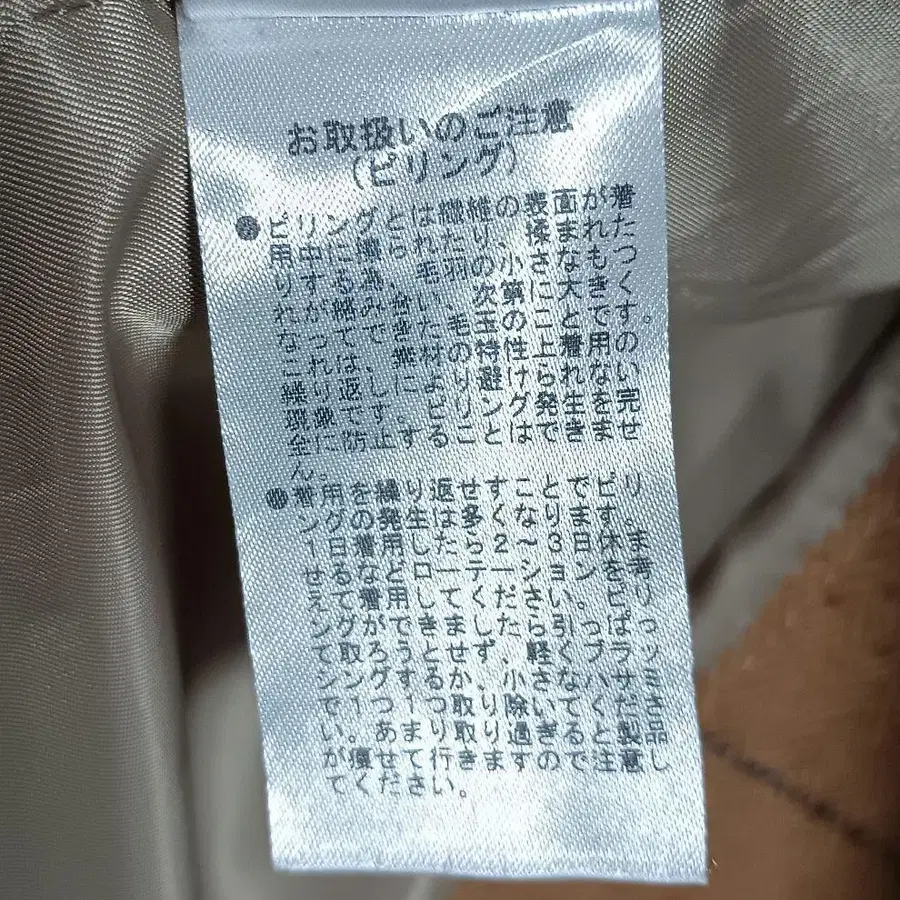 お取扱いのご注意
(ピリング)
●ピリングとは繊維の表面が着
用中に擦られたり、揉まれたつ
りする為、毛羽の小さなもつ
れが絡み合い、次第に大きく
なつてできた毛玉のことです。
これは、素材の特性上着用の
繰り返しにより避けられない
現象です。ピリングの発生を完
全に防止することはできませ
ん。
●着用を繰り返せすことでピリ
ングの発生は多くなります。
1日着用したら2~3日休ま
せるなどローテーションを考
えて着用してください。ピリ
ングができましたら引っぱっ
て取ろうとせず、軽くブラッ
シングするか、小さなハサミ
で1つ1つ取り除いてくださ
い。あまり取り過ぎると製品
が痩せて行きますので注意し
てください。